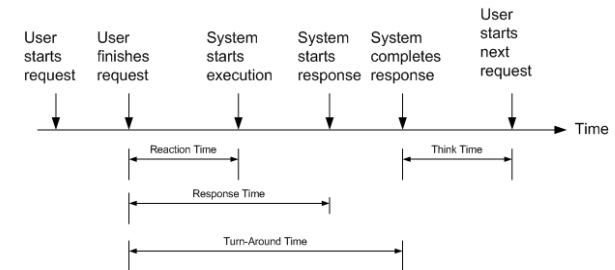 User
starts
request
User
finishes
request
System
starts
execution
System
starts
response
System
completes
response
User
starts
next
request
Time
Reaction Time
Think Time
Response Time
Turn-Around Time